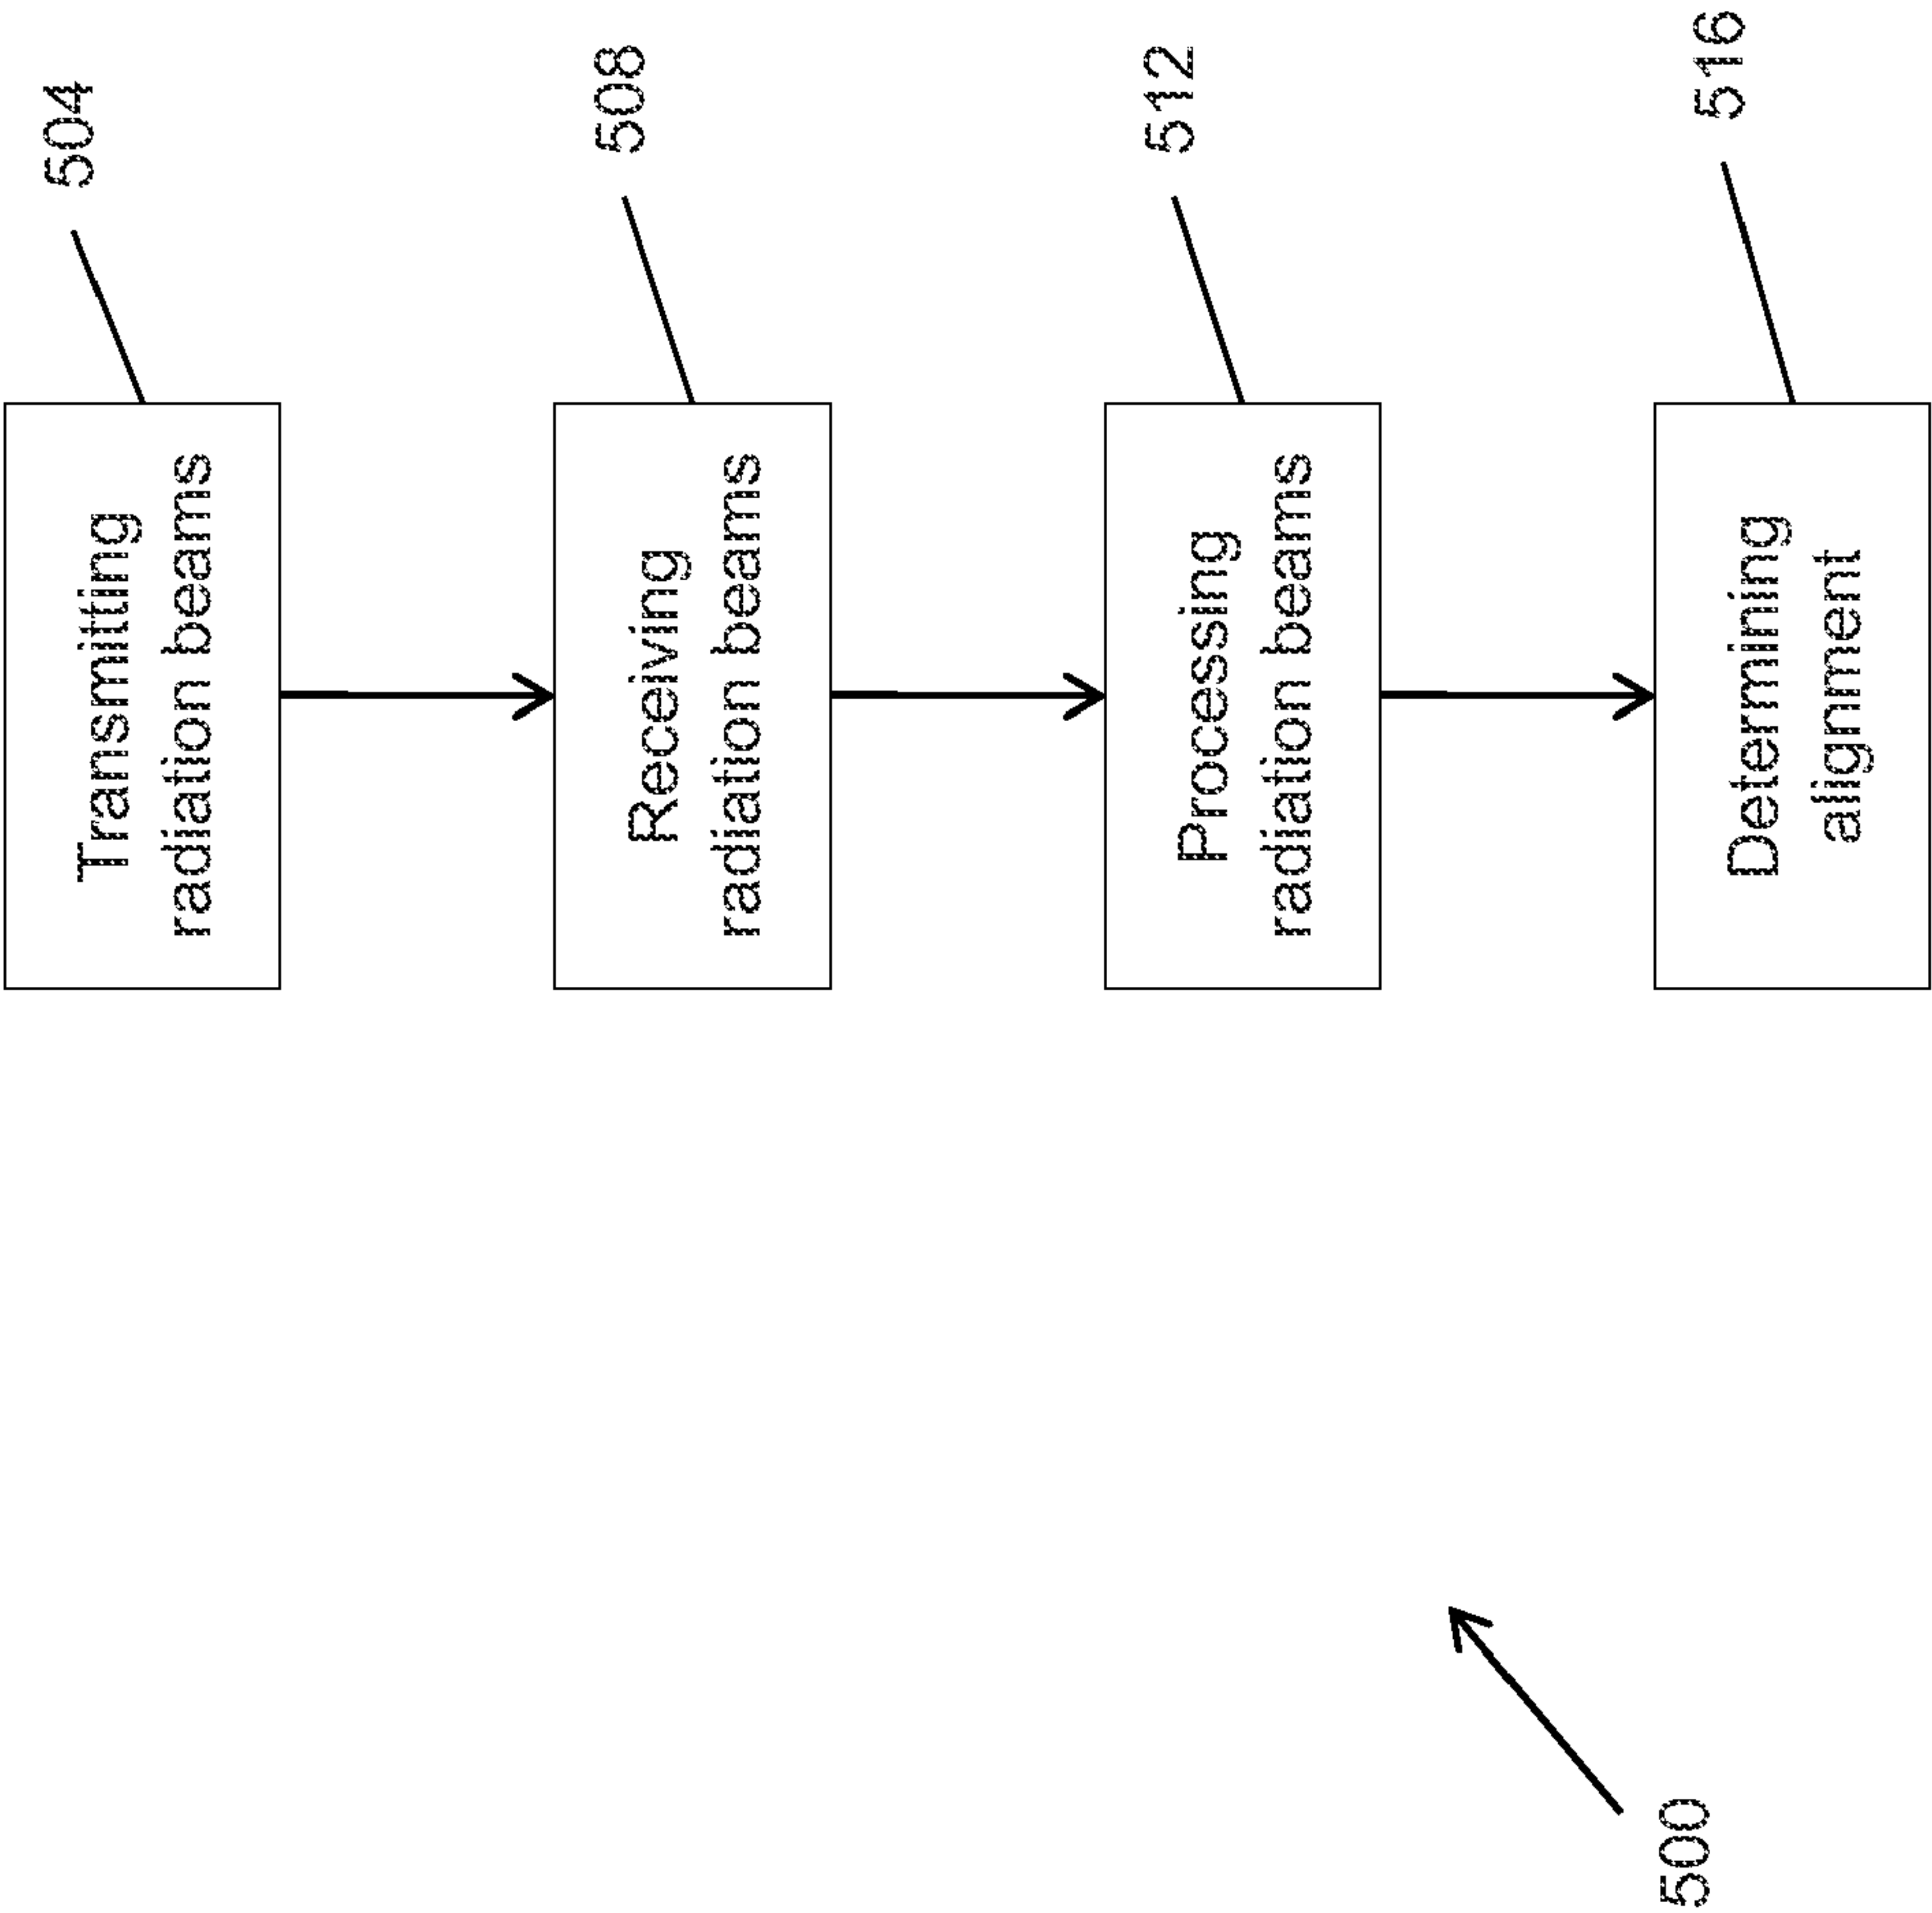 504
Transmitting
radiation beams
508
Receiving
radiation beams
512
Processing
radiation beams
516
Determining
alignment
500